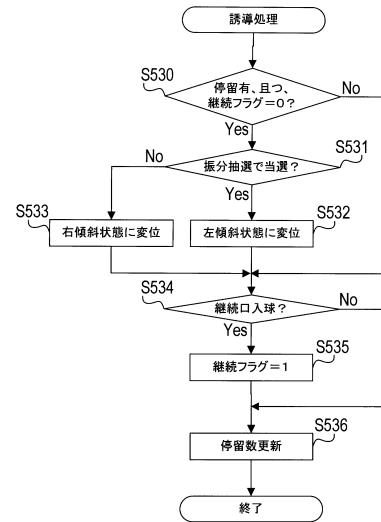 誘導処理
S530
停留有、且つ、
継続フラグ=0?
No
Yes
S531
振分抽選で当選?
No
Yes
S533
右傾斜状態に変位
S532
左傾斜状態に変位
S534
継続口入球?
No
Yes
S535
継続フラグ=1
S536
停留数更新
終了